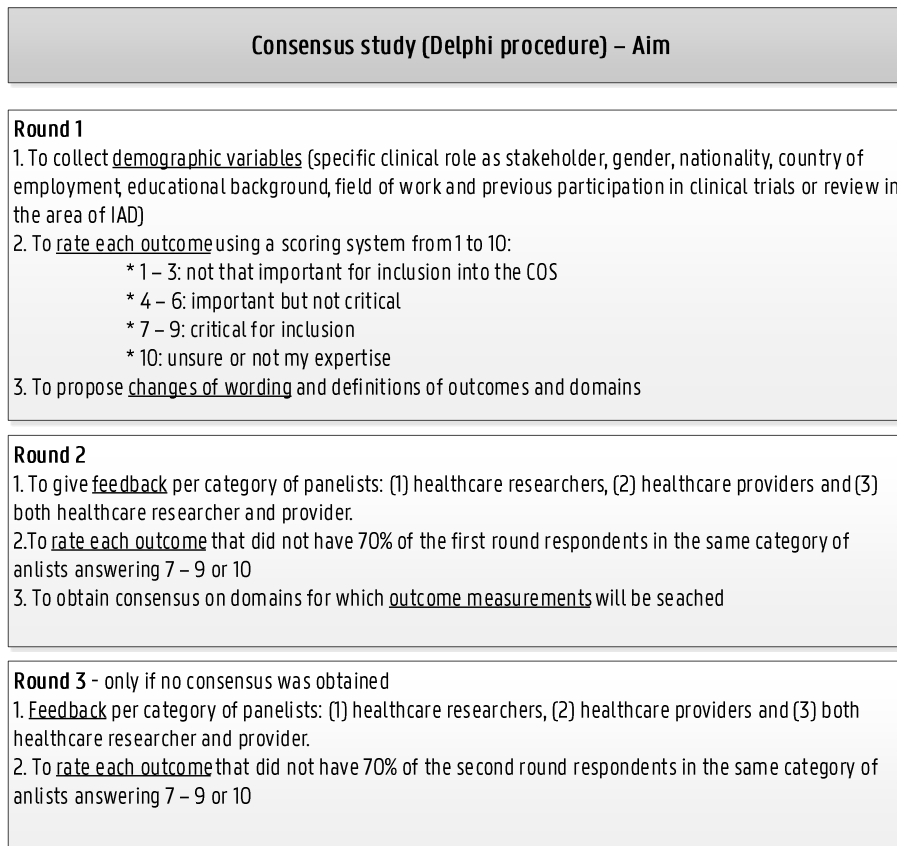 Consensus study (Delphi procedure) – Aim
Round 1
1. To collect demographic variables (specific clinical role as stakeholder, gender, nationality, country of
employment, educational background, field of work and previous participation in clinical trials or review in
the area of IAD)
2. To rate each outcome using a scoring system from 1 to 10:
* 1 – 3: not that important for inclusion into the COS
* 4 – 6: important but not critical
* 7 – 9: critical for inclusion
* 10: unsure or not my expertise
3. To propose changes of wording and definitions of outcomes and domains
Round 2
1. To give feedback per category of panelists: (1) healthcare researchers, (2) healthcare providers and (3)
both healthcare researcher and provider.
2.To rate each outcome that did not have 70% of the first round respondents in the same category of
anlists answering 7 – 9 or 10
3. To obtain consensus on domains for which outcome measurements will be seached
Round 3 - only if no consensus was obtained
1. Feedback per category of panelists: (1) healthcare researchers, (2) healthcare providers and (3) both
healthcare researcher and provider.
2. To rate each outcome that did not have 70% of the second round respondents in the same category of
anlists answering 7 – 9 or 10